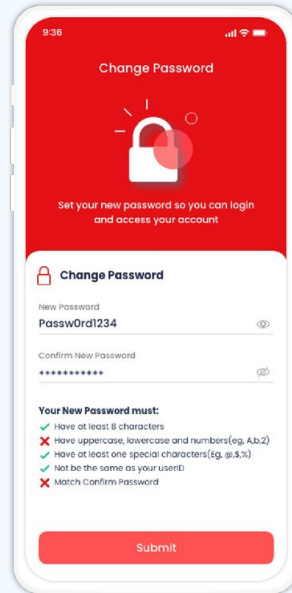 9:36
Change Password
Set your new password so you can login
and access your account
Change Password
New Password
Passw0rd1234
Confirm New Password
***********
Your New Password must:
Have at least 8 characters
Have uppercase, lowercase and numbers(eg, A,b,2)
Have at least one special characters(Eg, @,$,%)
Not be the same as your userID
Match Confirm Password
Submit